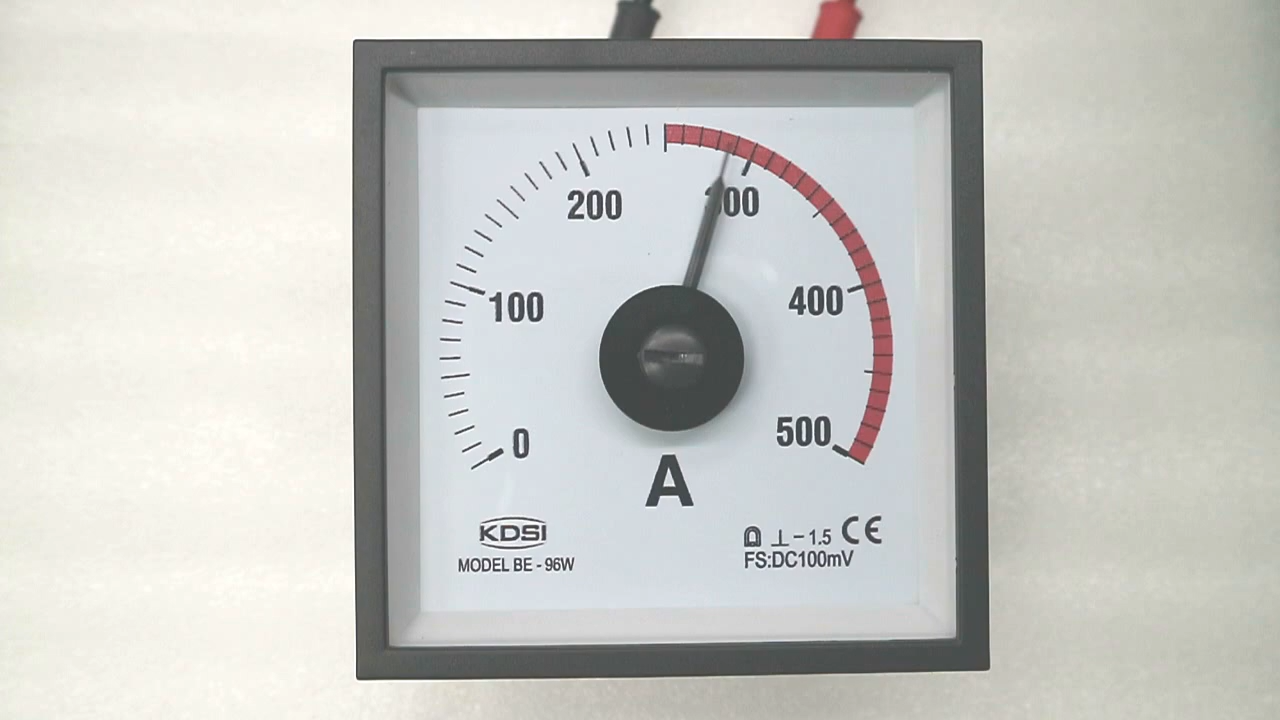 200
300
100
400
0
500
A
KDSI
MODEL BE - 96W
⊥ - 1.5 CE
FS:DC100mV